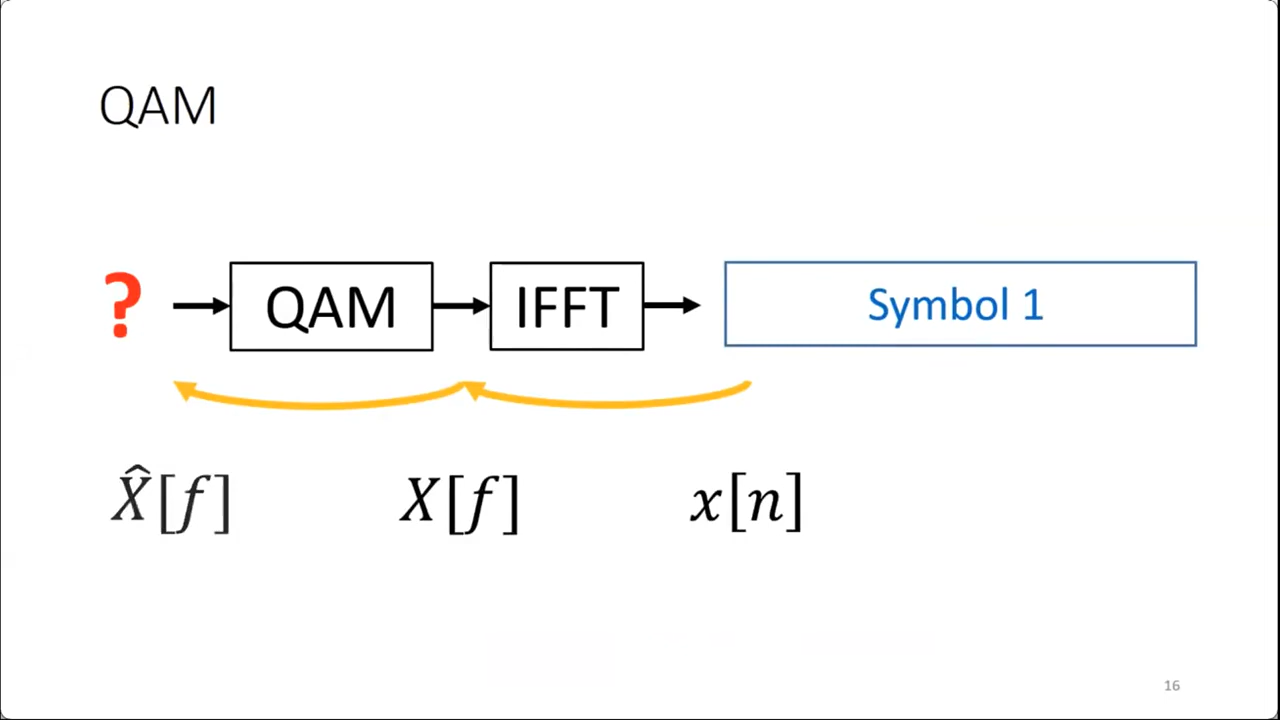 QAM
? QAM IFFT Symbol 1
X̂[f] X[f] x[n]
16